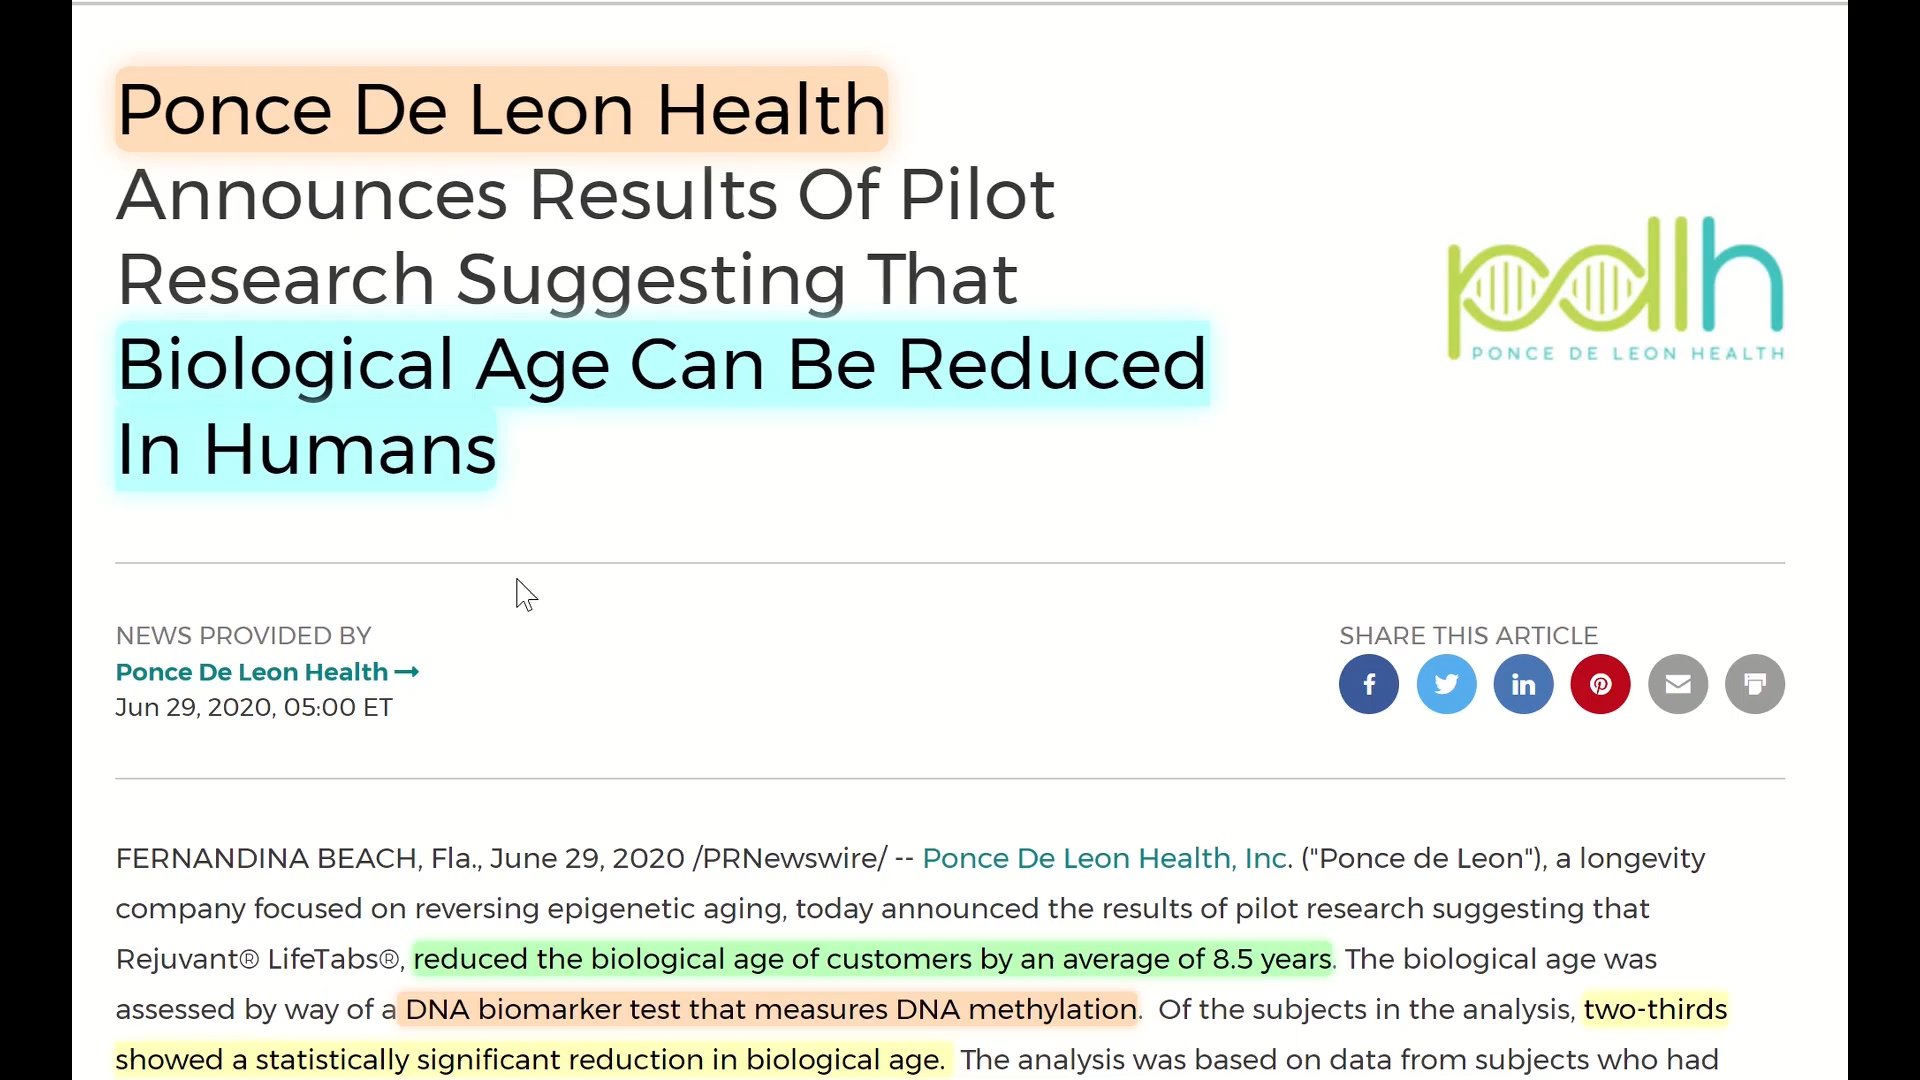 Ponce De Leon Health
Announces Results Of Pilot
Research Suggesting That
Biological Age Can Be Reduced
In Humans
pdlh
PONCE DE LEON HEALTH
NEWS PROVIDED BY
Ponce De Leon Health →
Jun 29, 2020, 05:00 ET
SHARE THIS ARTICLE
FERNANDINA BEACH, Fla., June 29, 2020 /PRNewswire/ -- Ponce De Leon Health, Inc. ("Ponce de Leon"), a longevity
company focused on reversing epigenetic aging, today announced the results of pilot research suggesting that
Rejuvant® LifeTabs®, reduced the biological age of customers by an average of 8.5 years. The biological age was
assessed by way of a DNA biomarker test that measures DNA methylation.  Of the subjects in the analysis, two-thirds
showed a statistically significant reduction in biological age.  The analysis was based on data from subjects who had